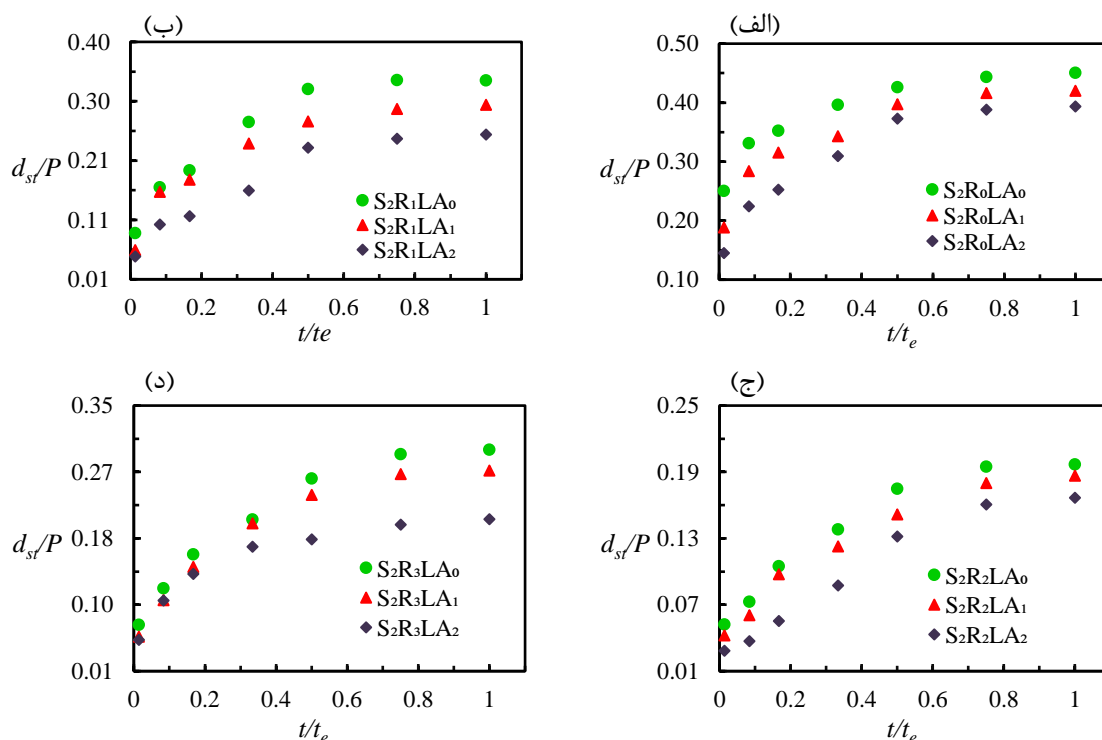 (الف)
0.50
0.40
0.30
0.20
0.10
d_st/P
S₂R₀LA₀
S₂R₀LA₁
S₂R₀LA₂
0 0.2 0.4 0.6 0.8 1
t/t_e
(ب)
0.40
0.30
0.21
0.11
0.01
d_st/P
S₂R₁LA₀
S₂R₁LA₁
S₂R₁LA₂
0 0.2 0.4 0.6 0.8 1
t/te
(ج)
0.25
0.19
0.13
0.07
0.01
d_st/P
S₂R₂LA₀
S₂R₂LA₁
S₂R₂LA₂
0 0.2 0.4 0.6 0.8 1
t/t_e
(د)
0.35
0.27
0.18
0.10
0.01
d_st/P
S₂R₃LA₀
S₂R₃LA₁
S₂R₃LA₂
0 0.2 0.4 0.6 0.8 1
t/t_e